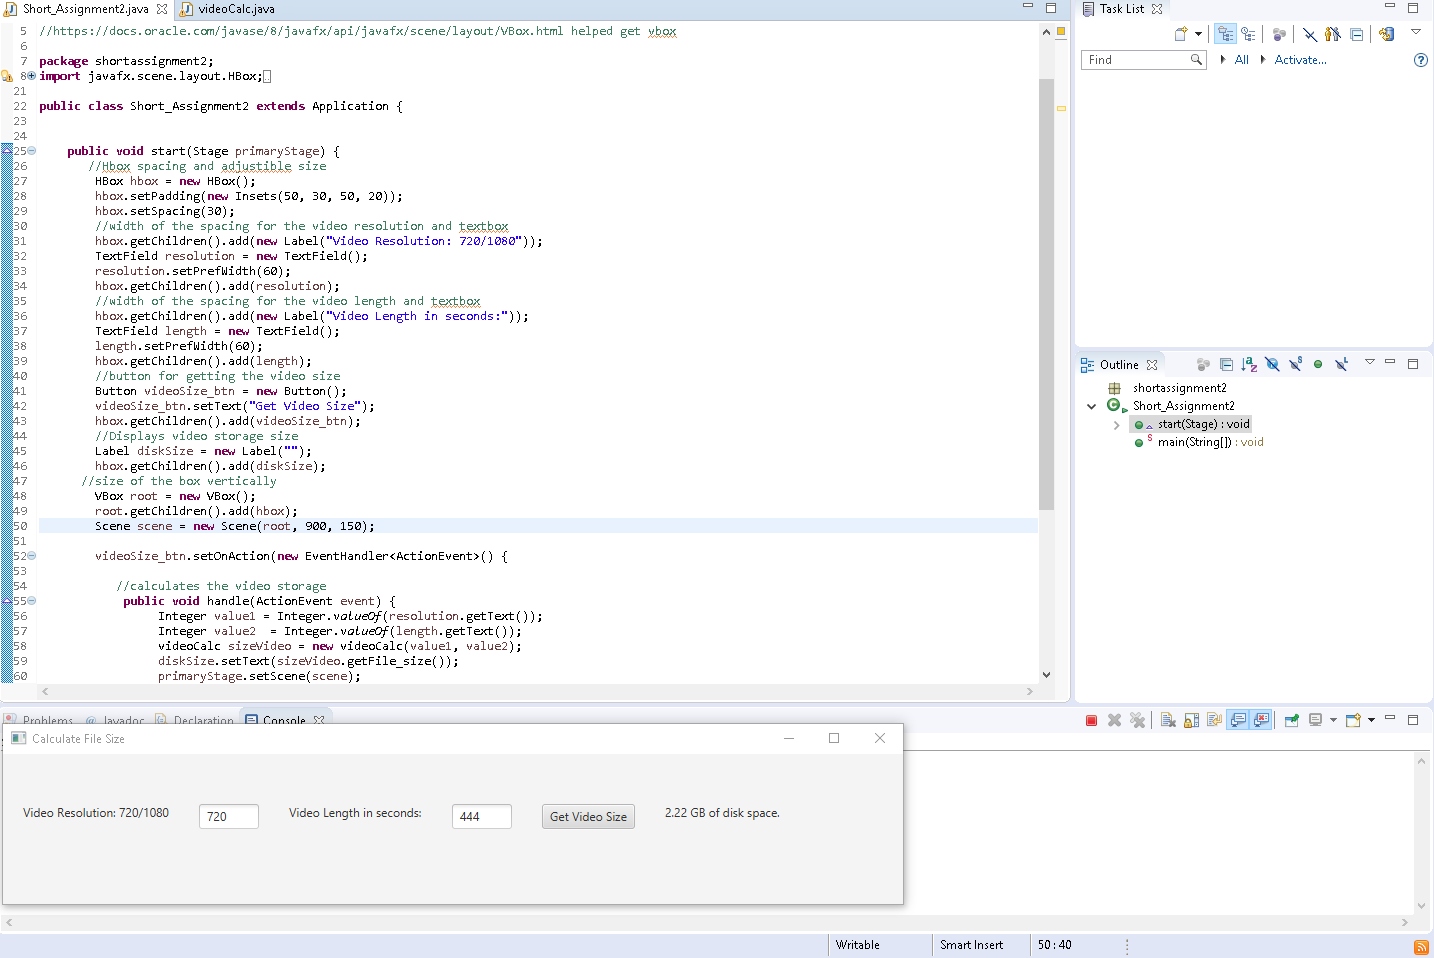 Short_Assignment2.java
videoCalc.java
5 //https://docs.oracle.com/javase/8/javafx/api/javafx/scene/layout/VBox.html helped get vbox
6
7 package shortassignment2;
8 import javafx.scene.layout.HBox;
21
22 public class Short_Assignment2 extends Application {
23
24
25 public void start(Stage primaryStage) {
26 //Hbox spacing and adjustible size
27 HBox hbox = new HBox();
28 hbox.setPadding(new Insets(50, 30, 50, 20));
29 hbox.setSpacing(30);
30 //width of the spacing for the video resolution and textbox
31 hbox.getChildren().add(new Label("Video Resolution: 720/1080"));
32 TextField resolution = new TextField();
33 resolution.setPrefWidth(60);
34 hbox.getChildren().add(resolution);
35 //width of the spacing for the video length and textbox
36 hbox.getChildren().add(new Label("Video Length in seconds:"));
37 TextField length = new TextField();
38 length.setPrefWidth(60);
39 hbox.getChildren().add(length);
40 //button for getting the video size
41 Button videoSize_btn = new Button();
42 videoSize_btn.setText("Get Video Size");
43 hbox.getChildren().add(videoSize_btn);
44 //Displays video storage size
45 Label diskSize = new Label("");
46 hbox.getChildren().add(diskSize);
47 //size of the box vertically
48 VBox root = new VBox();
49 root.getChildren().add(hbox);
50 Scene scene = new Scene(root, 900, 150);
51
52 videoSize_btn.setOnAction(new EventHandler<ActionEvent>() {
53
54 //calculates the video storage
55 public void handle(ActionEvent event) {
56 Integer value1 = Integer.valueOf(resolution.getText());
57 Integer value2  = Integer.valueOf(length.getText());
58 videoCalc sizeVideo = new videoCalc(value1, value2);
59 diskSize.setText(sizeVideo.getFile_size());
60 primaryStage.setScene(scene);
Task List
Find
All
Activate...
Outline
shortassignment2
Short_Assignment2
start(Stage) : void
main(String[]) : void
Problems
@ Javadoc
Declaration
Console
Calculate File Size
Video Resolution: 720/1080
720
Video Length in seconds:
444
Get Video Size
2.22 GB of disk space.
Writable
Smart Insert
50 : 40